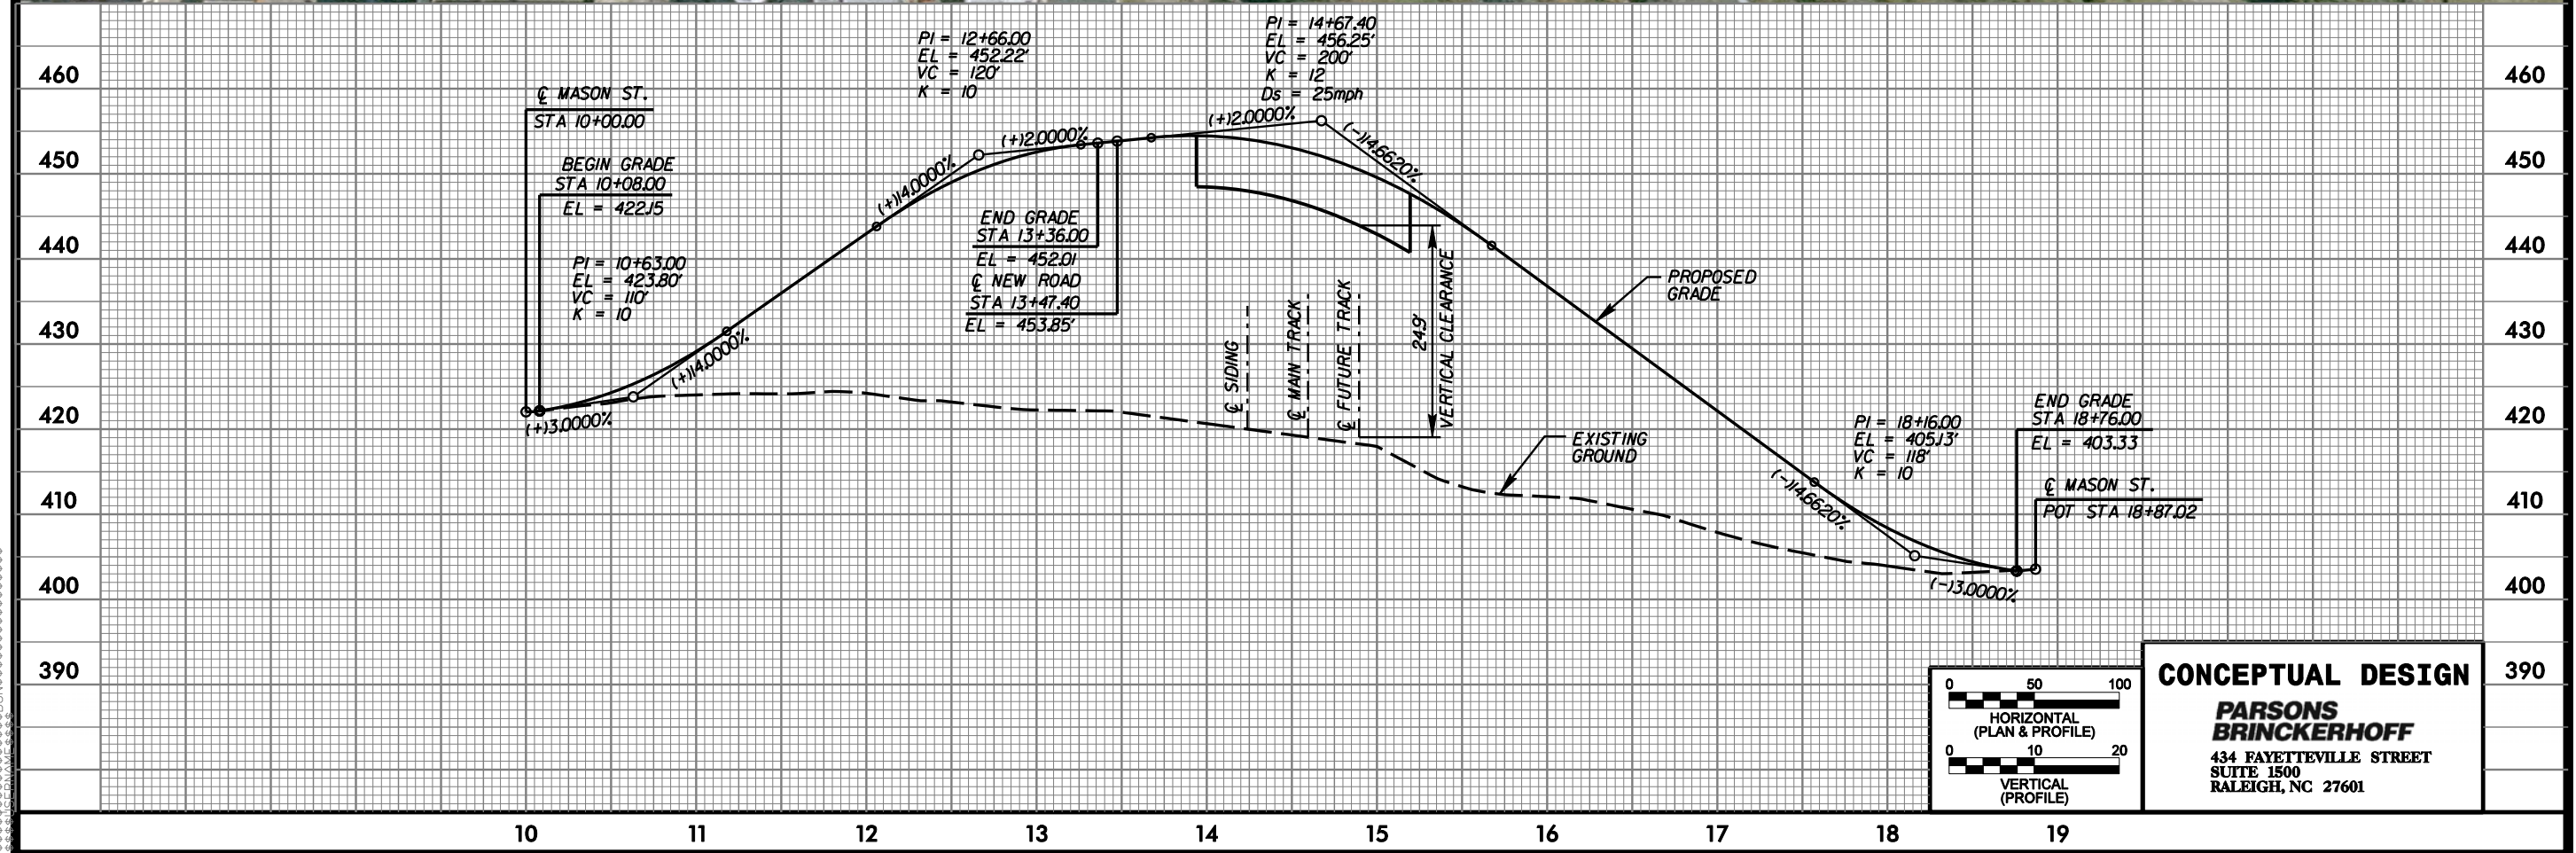 PI = 12+66.00
EL = 452.22'
VC = 120'
K = 10
PI = 14+67.40
EL = 456.25'
VC = 200'
K = 12
Ds = 25mph
460
460
℄ MASON ST.
STA 10+00.00
(+)2.0000%
(+)2.0000%
(-)14.6620%
450
450
BEGIN GRADE
STA 10+08.00
EL = 422.15
(+)14.0000%
END GRADE
STA 13+36.00
EL = 452.01
℄ NEW ROAD
STA 13+47.40
EL = 453.85'
440
440
PI = 10+63.00
EL = 423.80'
VC = 110'
K = 10
PROPOSED
GRADE
430
430
(+)14.0000%
℄ SIDING
℄ MAIN TRACK
℄ FUTURE TRACK
24.9'
VERTICAL CLEARANCE
420
420
(+)3.0000%
EXISTING
GROUND
PI = 18+16.00
EL = 405.13'
VC = 118'
K = 10
END GRADE
STA 18+76.00
EL = 403.33
410
410
(-)14.6620%
℄ MASON ST.
POT STA 18+87.02
400
400
(-)3.0000%
390
390
0 50 100
HORIZONTAL
(PLAN & PROFILE)
0 10 20
VERTICAL
(PROFILE)
CONCEPTUAL DESIGN
PARSONS
BRINCKERHOFF
434 FAYETTEVILLE STREET
SUITE 1500
RALEIGH, NC 27601
10 11 12 13 14 15 16 17 18 19